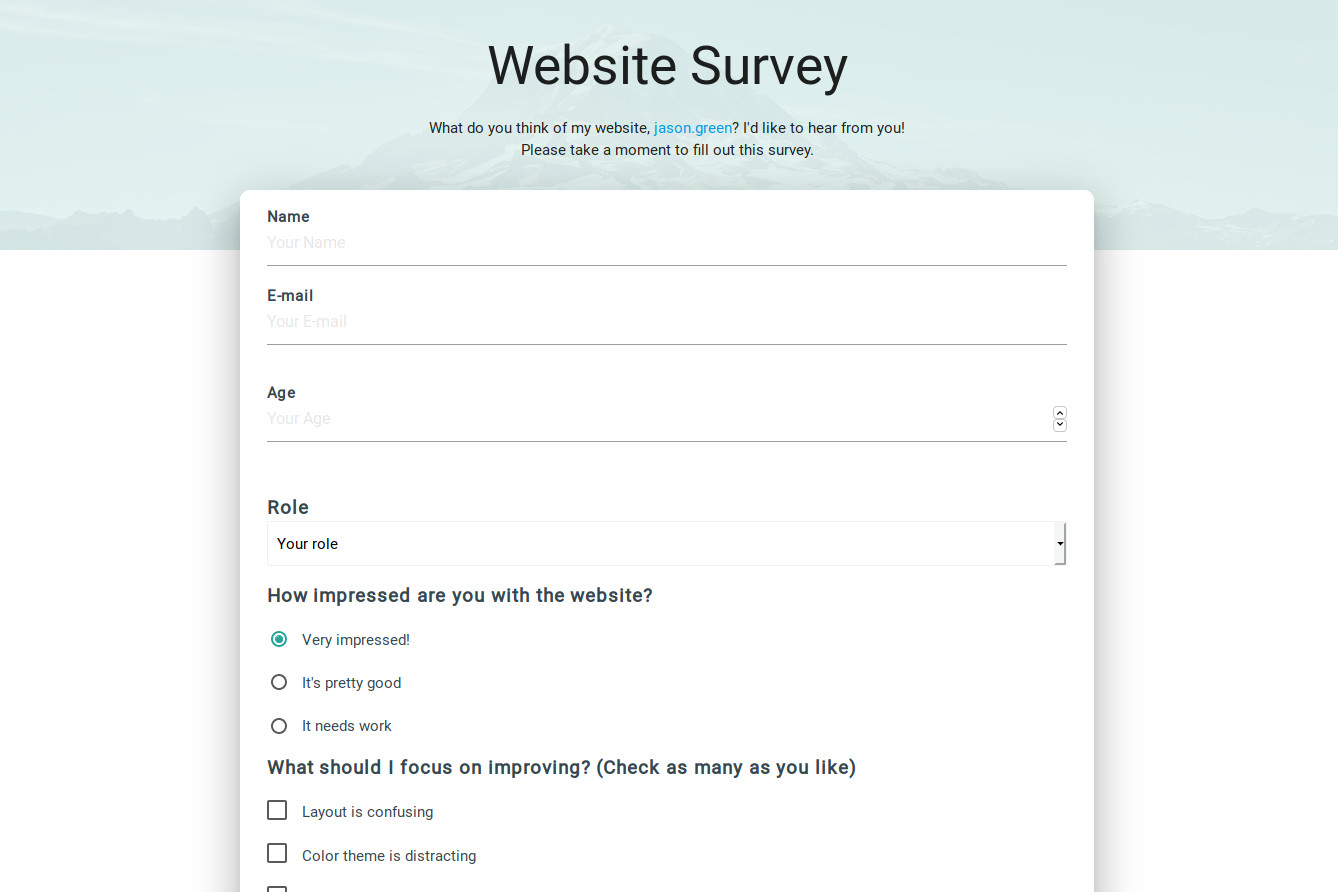 Website Survey
What do you think of my website, jason.green? I'd like to hear from you!
Please take a moment to fill out this survey.
Name
Your Name
E-mail
Your E-mail
Age
Your Age
Role
Your role
How impressed are you with the website?
Very impressed!
It's pretty good
It needs work
What should I focus on improving? (Check as many as you like)
Layout is confusing
Color theme is distracting